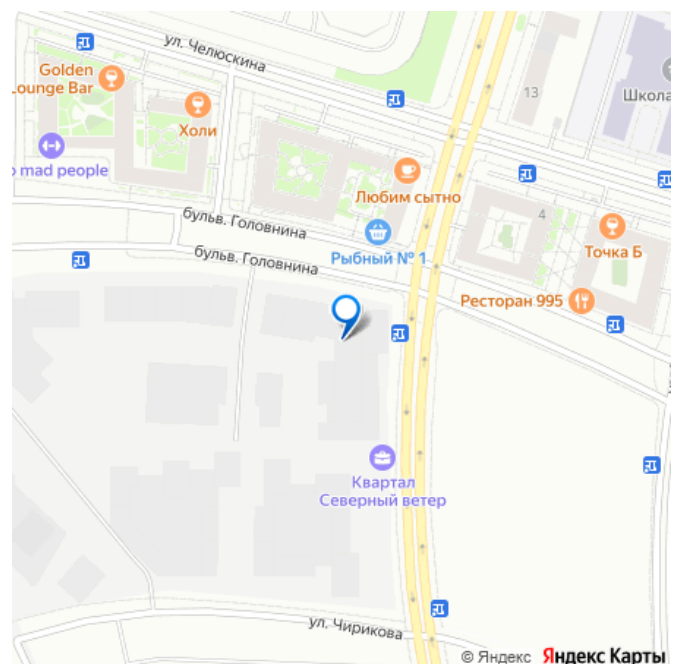 ул. Челюскина
Golden
Lounge Bar
13
Школа
Холи
mad people
Любим сытно
бульв. Головнина
4
Точка Б
Рыбный № 1
бульв. Головнина
Ресторан 995
Квартал
Северный ветер
ул. Чирикова
© Яндекс Яндекс Карты